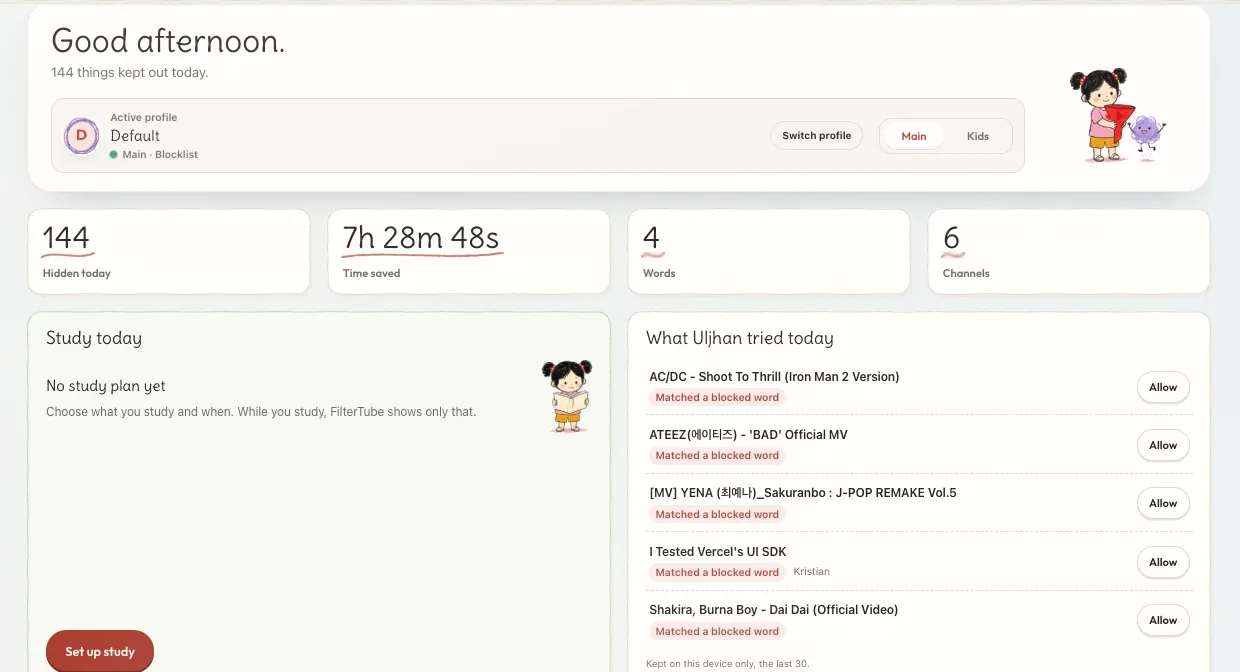 Good afternoon.
144 things kept out today.
Active profile
D
Default
Main · Blocklist
Switch profile
Main
Kids
144
Hidden today
7h 28m 48s
Time saved
4
Words
6
Channels
Study today
No study plan yet
Choose what you study and when. While you study, FilterTube shows only that.
Set up study
What Uljhan tried today
AC/DC - Shoot To Thrill (Iron Man 2 Version)
Matched a blocked word
Allow
ATEEZ(에이티즈) - 'BAD' Official MV
Matched a blocked word
Allow
[MV] YENA (최예나)_Sakuranbo : J-POP REMAKE Vol.5
Matched a blocked word
Allow
I Tested Vercel's UI SDK
Matched a blocked word Kristian
Allow
Shakira, Burna Boy - Dai Dai (Official Video)
Matched a blocked word
Allow
Kept on this device only, the last 30.